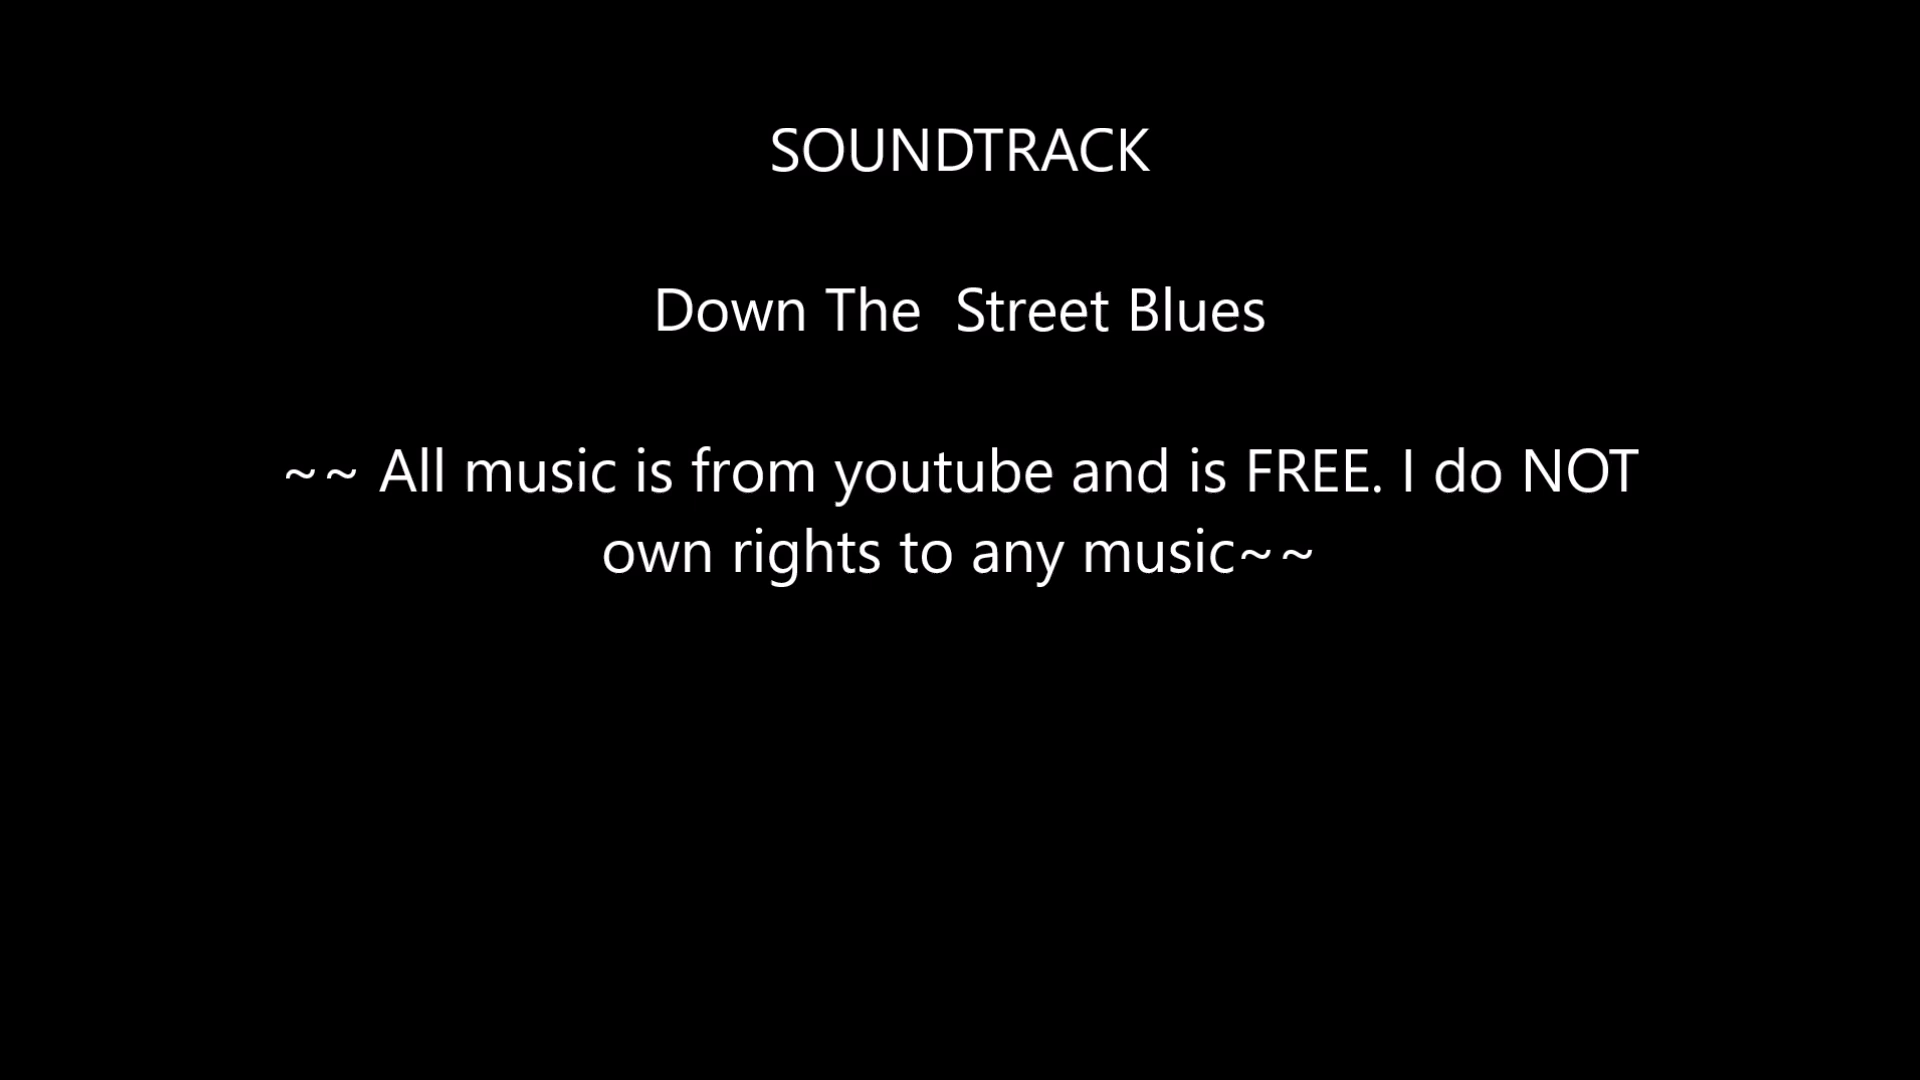 SOUNDTRACK
Down The  Street Blues
~~ All music is from youtube and is FREE. I do NOT
own rights to any music~~